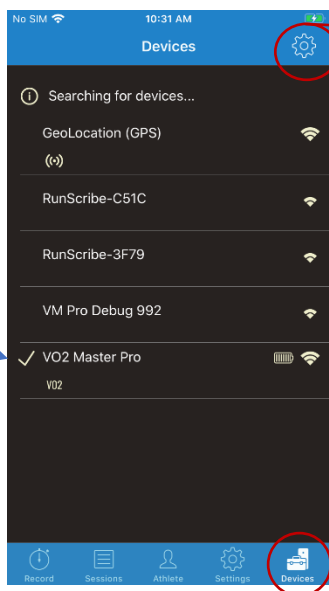 No SIM 10:31 AM
Devices
Searching for devices...
GeoLocation (GPS)
RunScribe-C51C
RunScribe-3F79
VM Pro Debug 992
VO2 Master Pro
VO2
Record Sessions Athlete Settings Devices